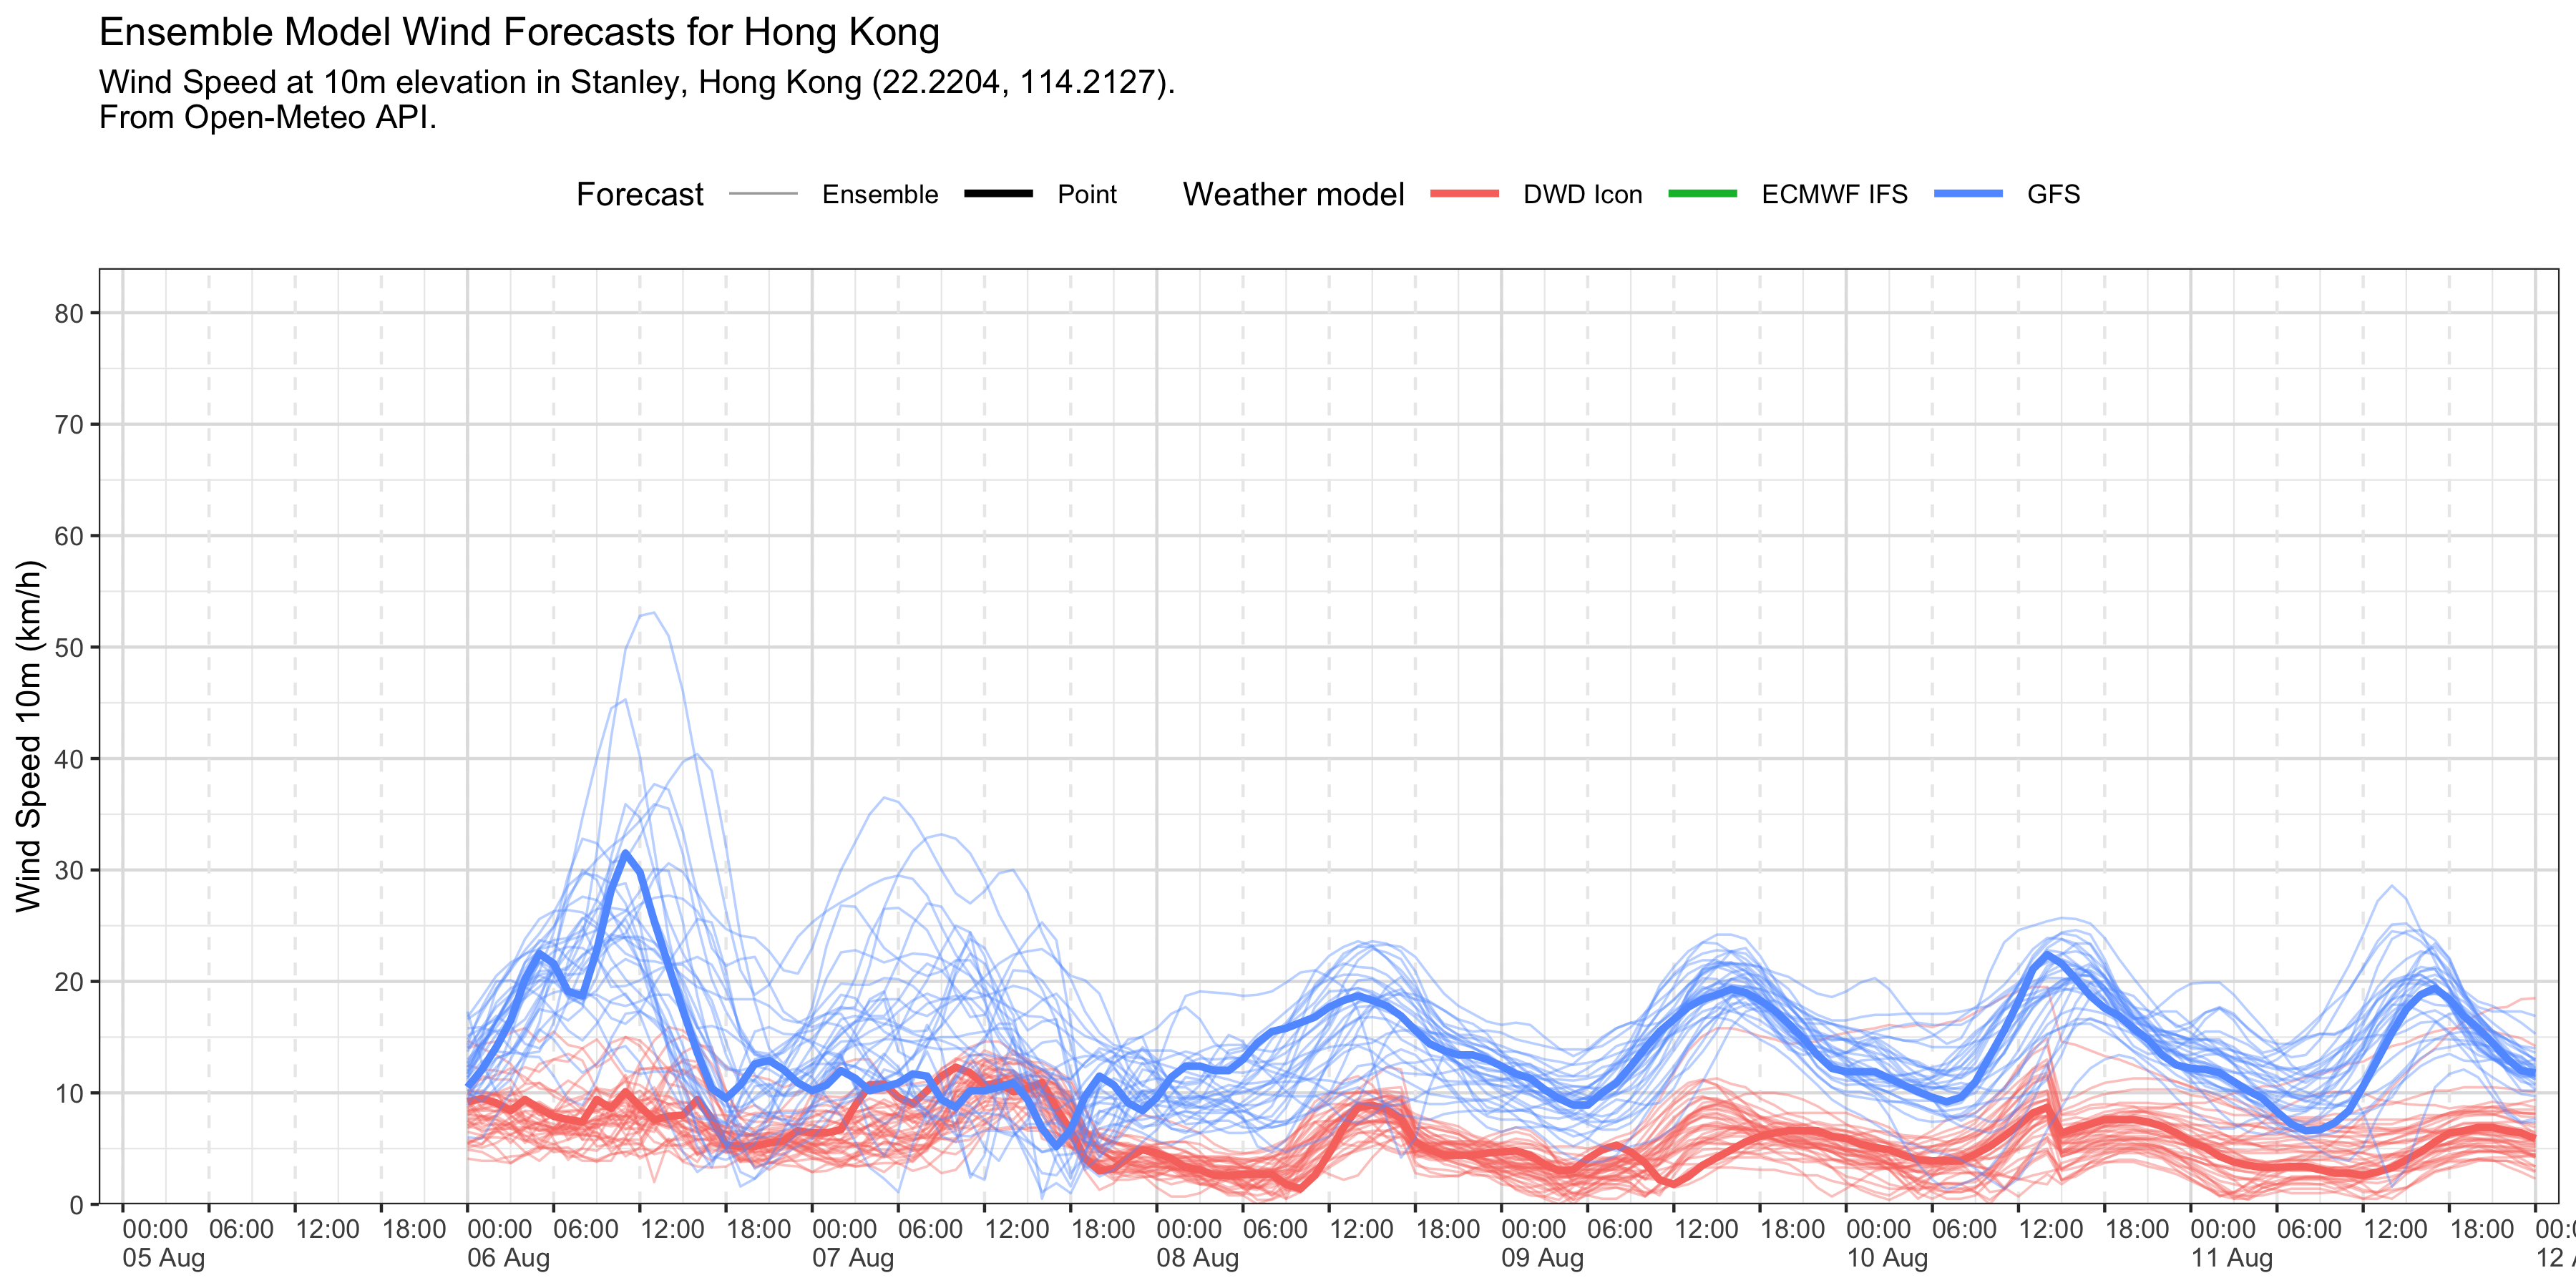 Ensemble Model Wind Forecasts for Hong Kong
Wind Speed at 10m elevation in Stanley, Hong Kong (22.2204, 114.2127).
From Open-Meteo API.
Forecast Ensemble Point Weather model DWD Icon ECMWF IFS GFS
Wind Speed 10m (km/h)
80
70
60
50
40
30
20
10
0
00:00 06:00 12:00 18:00 00:00 06:00 12:00 18:00 00:00 06:00 12:00 18:00 00:00 06:00 12:00 18:00 00:00 06:00 12:00 18:00 00:00 06:00 12:00 18:00 00:00 06:00 12:00 18:00
05 Aug 06 Aug 07 Aug 08 Aug 09 Aug 10 Aug 11 Aug 12